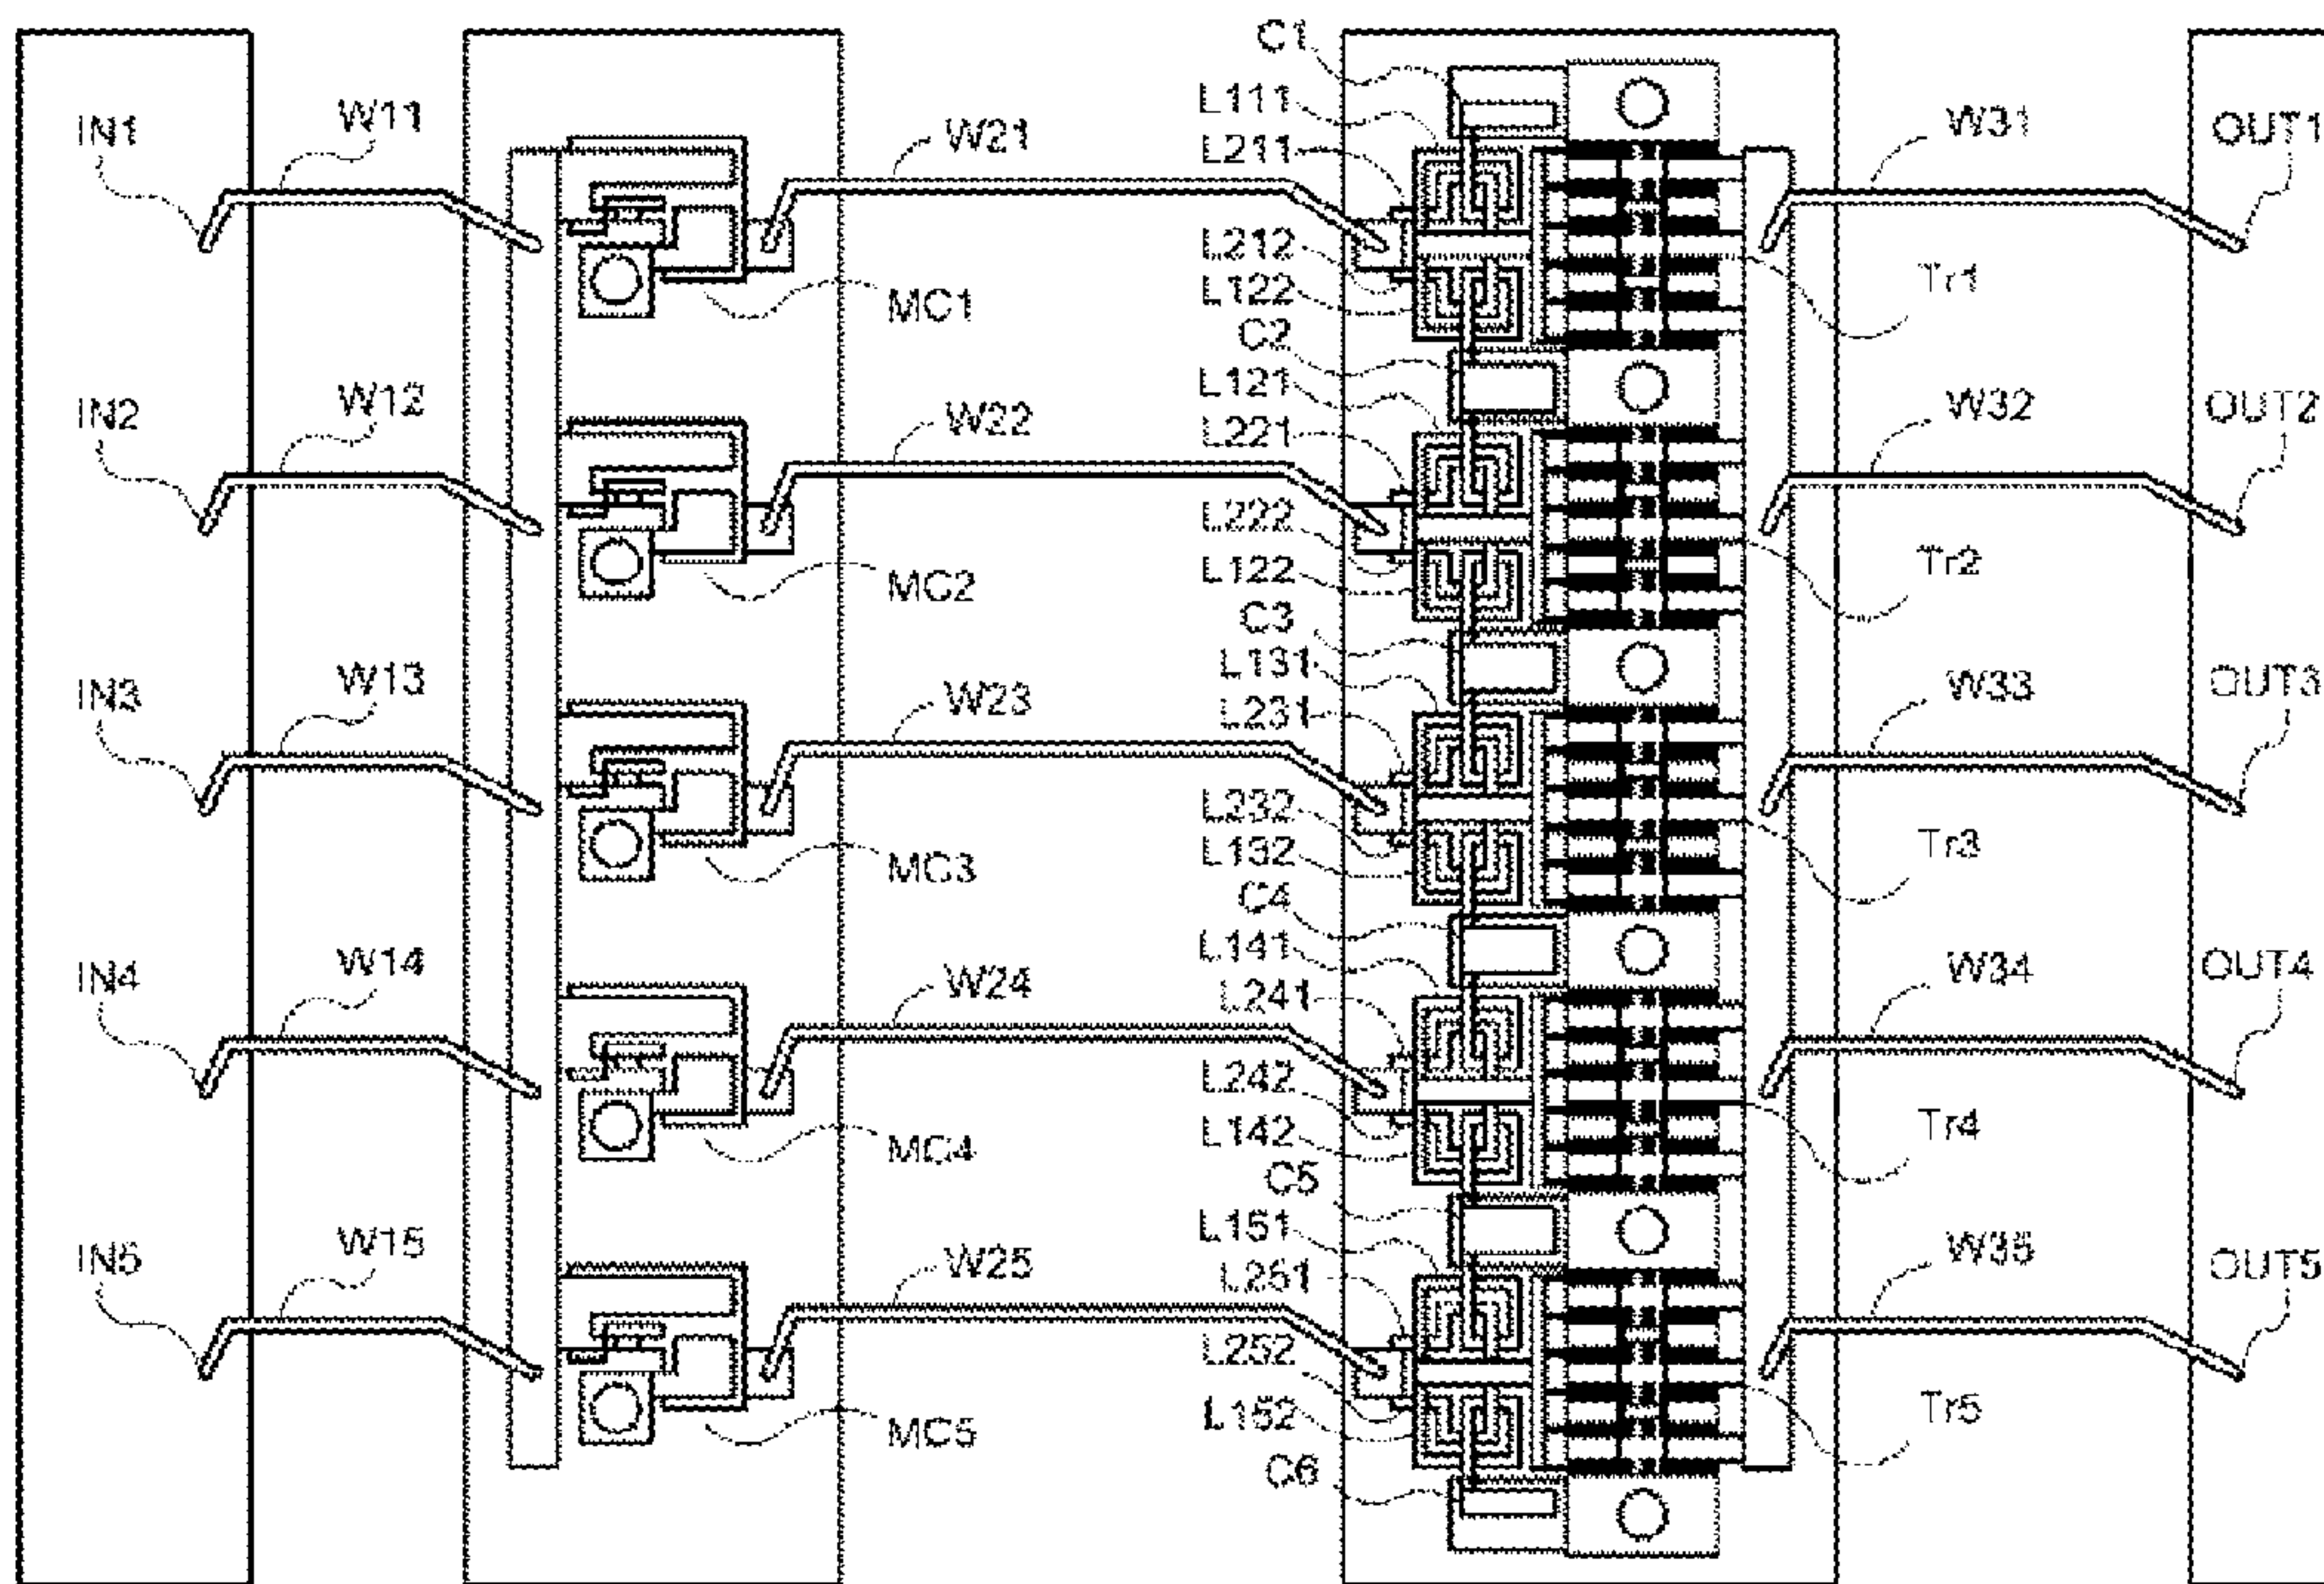 C1
L111
IN1 W11 W21 L211 W31 OUT1
L212
L122 Tr1
MC1
C2
L121
IN2 W12 W22 L221 W32 OUT2
L222
MC2 L122 Tr2
C3
L131
IN3 W13 W23 L231 W33 OUT3
L232
MC3 L132 Tr3
C4
L141
IN4 W14 W24 L241 W34 OUT4
L242
MC4 L142 Tr4
C5
L151
IN5 W15 W25 L251 W35 OUT5
L252
MC5 L152 Tr5
C6